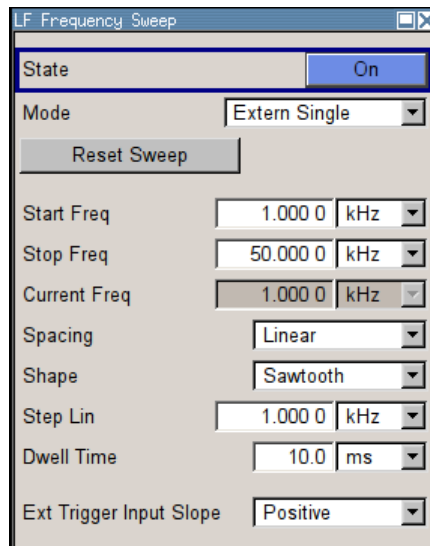 LF Frequency Sweep
State On
Mode Extern Single
Reset Sweep
Start Freq 1.000 0 kHz
Stop Freq 50.000 0 kHz
Current Freq 1.000 0 kHz
Spacing Linear
Shape Sawtooth
Step Lin 1.000 0 kHz
Dwell Time 10.0 ms
Ext Trigger Input Slope Positive